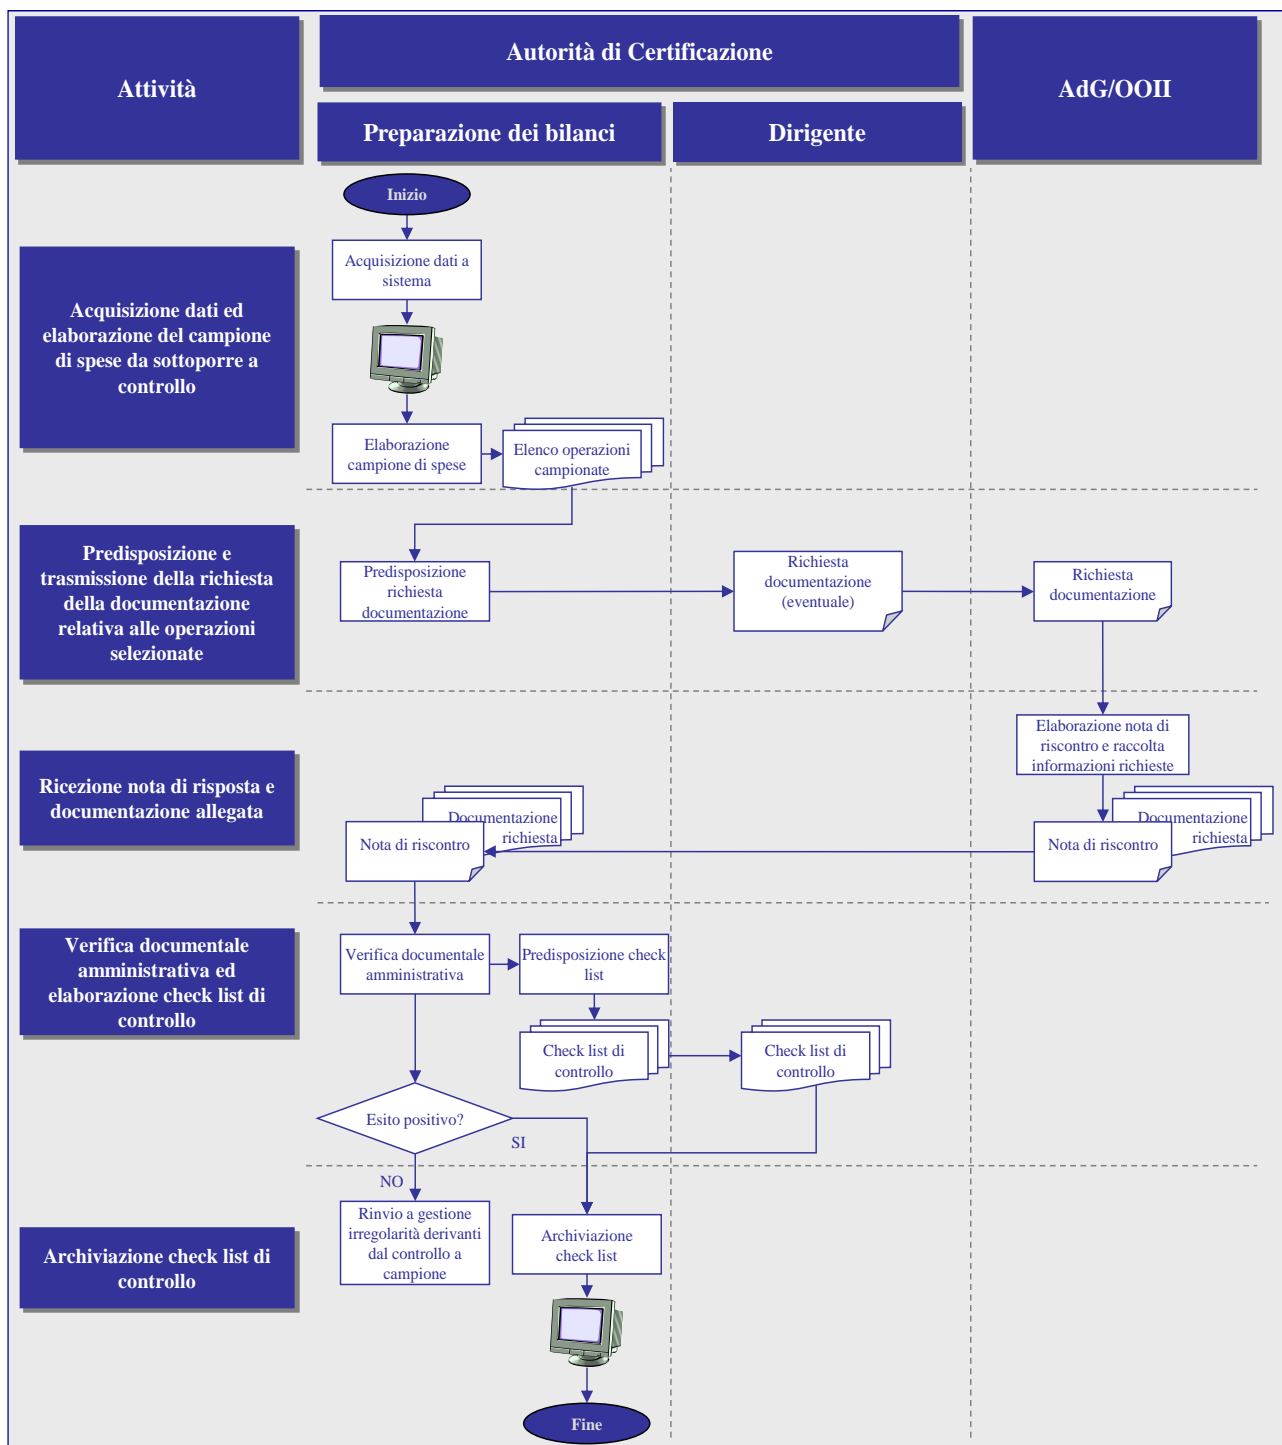 Attività
Autorità di Certificazione
AdG/OOII
Preparazione dei bilanci
Dirigente
Inizio
Acquisizione dati ed
elaborazione del campione
di spese da sottoporre a
controllo
Acquisizione dati a
sistema
Elaborazione
campione di spese
Elenco operazioni
campionate
Predisposizione e
trasmissione della richiesta
della documentazione
relativa alle operazioni
selezionate
Predisposizione
richiesta
documentazione
Richiesta
documentazione
(eventuale)
Richiesta
documentazione
Elaborazione nota di
riscontro e raccolta
informazioni richieste
Ricezione nota di risposta e
documentazione allegata
Documentazione
richiesta
Nota di riscontro
Documentazione
richiesta
Nota di riscontro
Verifica documentale
amministrativa ed
elaborazione check list di
controllo
Verifica documentale
amministrativa
Predisposizione check
list
Check list di
controllo
Check list di
controllo
Esito positivo?
SI
NO
Archiviazione check list di
controllo
Rinvio a gestione
irregolarità derivanti
dal controllo a
campione
Archiviazione
check list
Fine